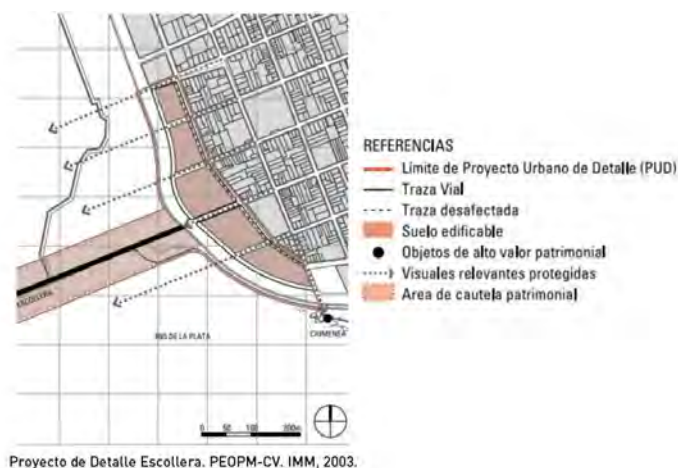 REFERENCIAS
Límite de Proyecto Urbano de Detalle (PUD)
Traza Vial
Traza desafectada
Suelo edificable
Objetos de alto valor patrimonial
Visuales relevantes protegidas
Area de cautela patrimonial
ESCOLLERA
RIO DE LA PLATA
CHIMENEA
0 50 100 200m
Proyecto de Detalle Escollera. PEOPM-CV. IMM, 2003.